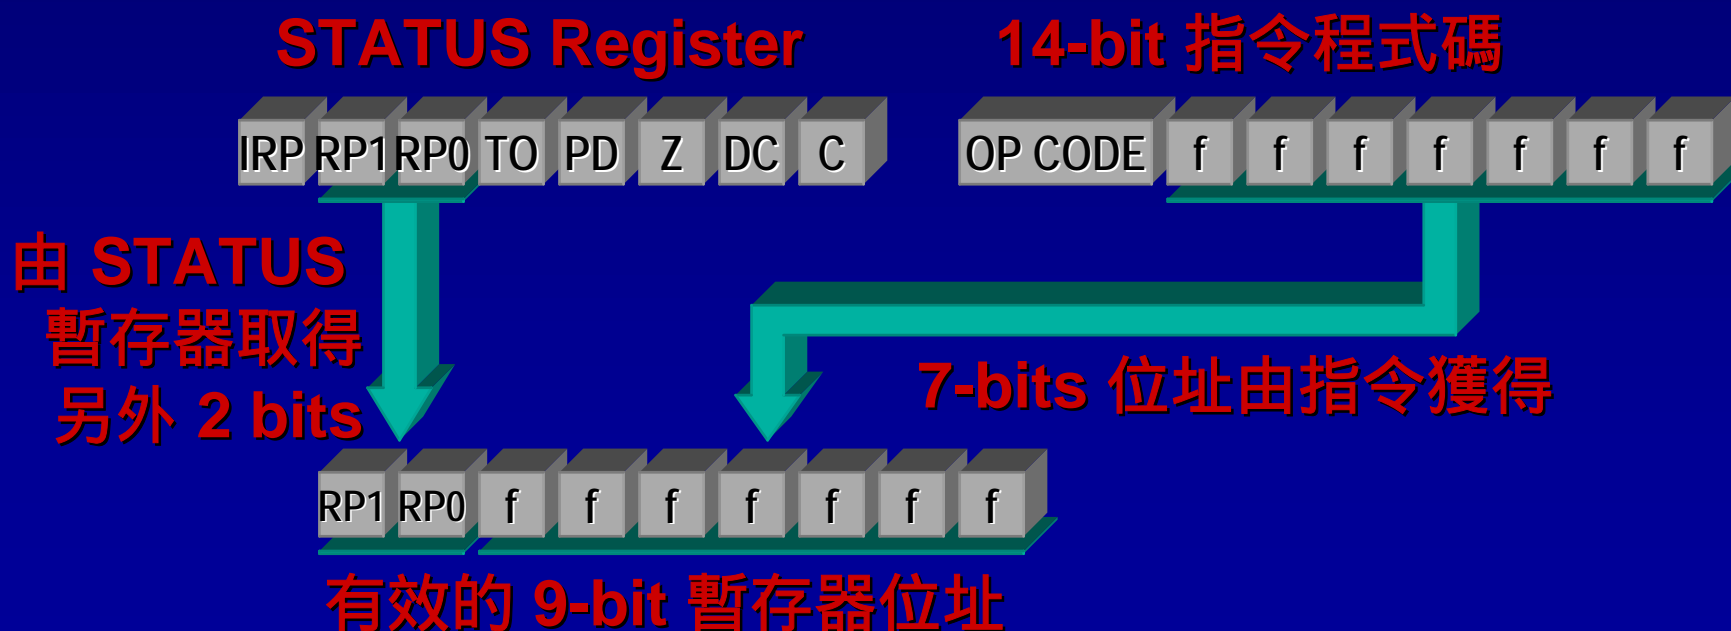 STATUS Register
14-bit 指令程式碼
IRP RP1 RP0 TO PD Z DC C
OP CODE f f f f f f f
由 STATUS
暫存器取得
另外 2 bits
7-bits 位址由指令獲得
RP1 RP0 f f f f f f f
有效的 9-bit 暫存器位址